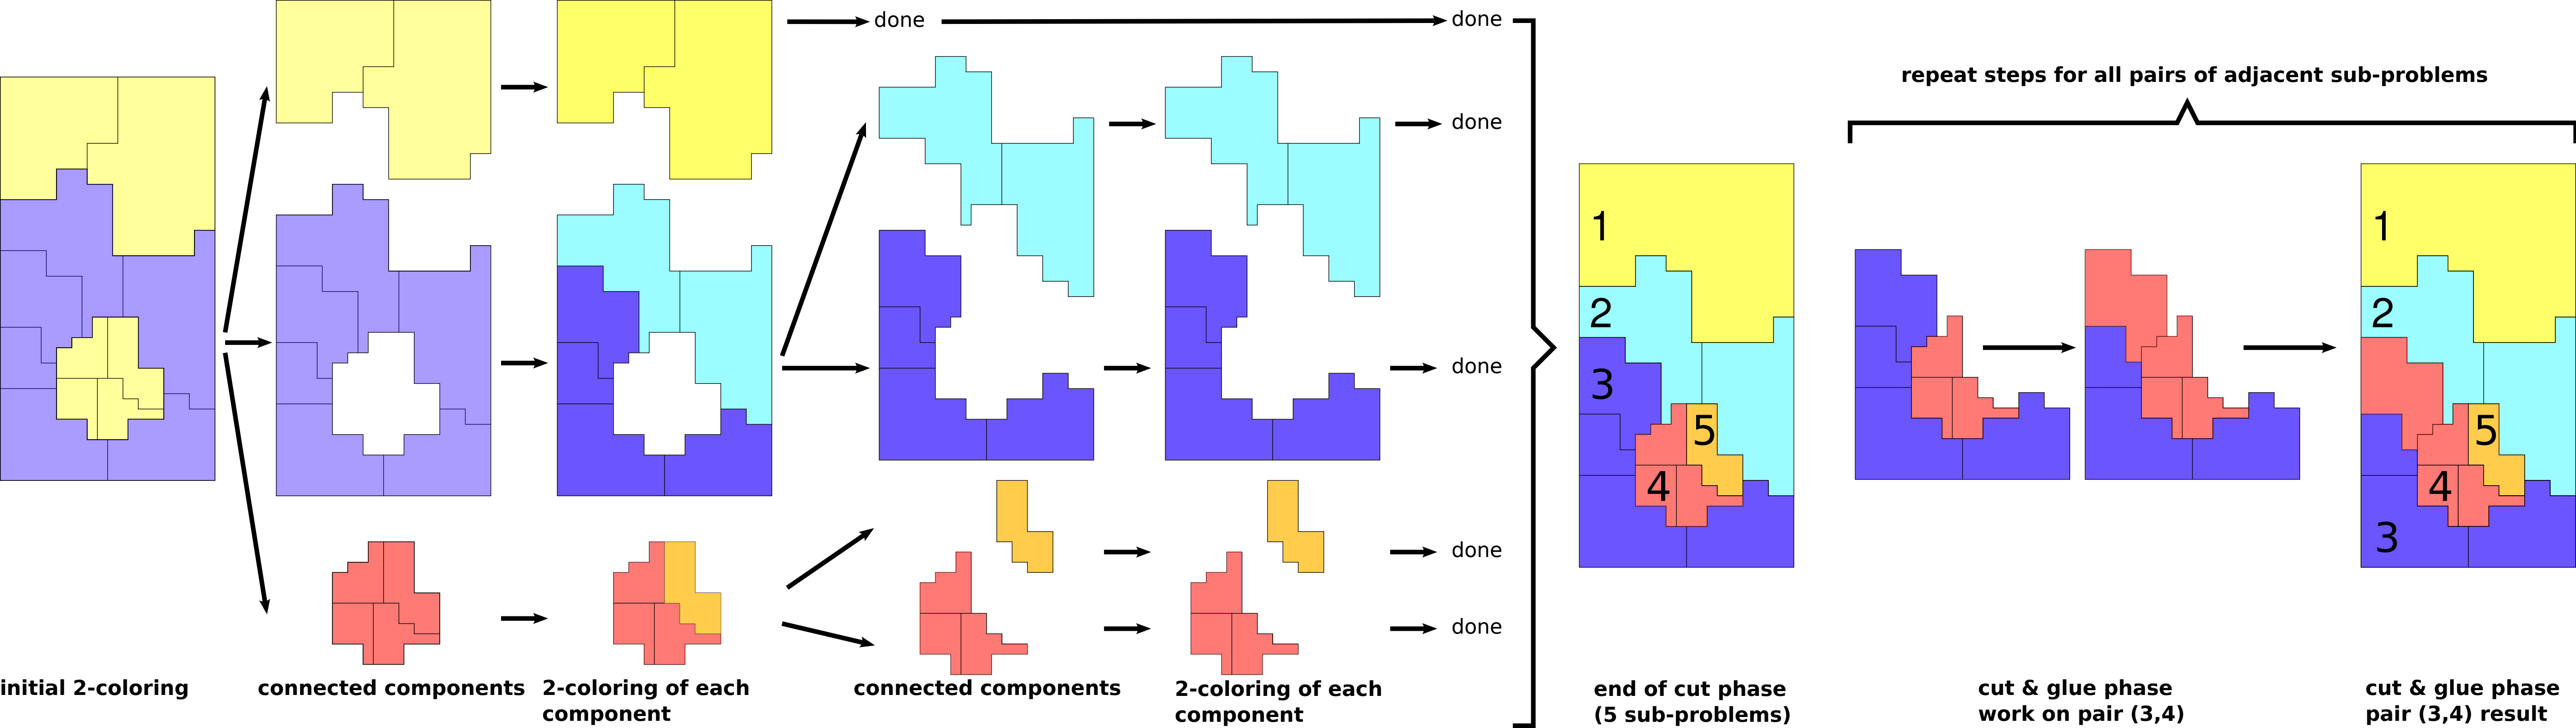 done
done
repeat steps for all pairs of adjacent sub-problems
done
1
1
2
2
done
3
5
5
4
4
3
done
done
initial 2-coloring
connected components
2-coloring of each
component
connected components
2-coloring of each
component
end of cut phase
(5 sub-problems)
cut & glue phase
work on pair (3,4)
cut & glue phase
pair (3,4) result